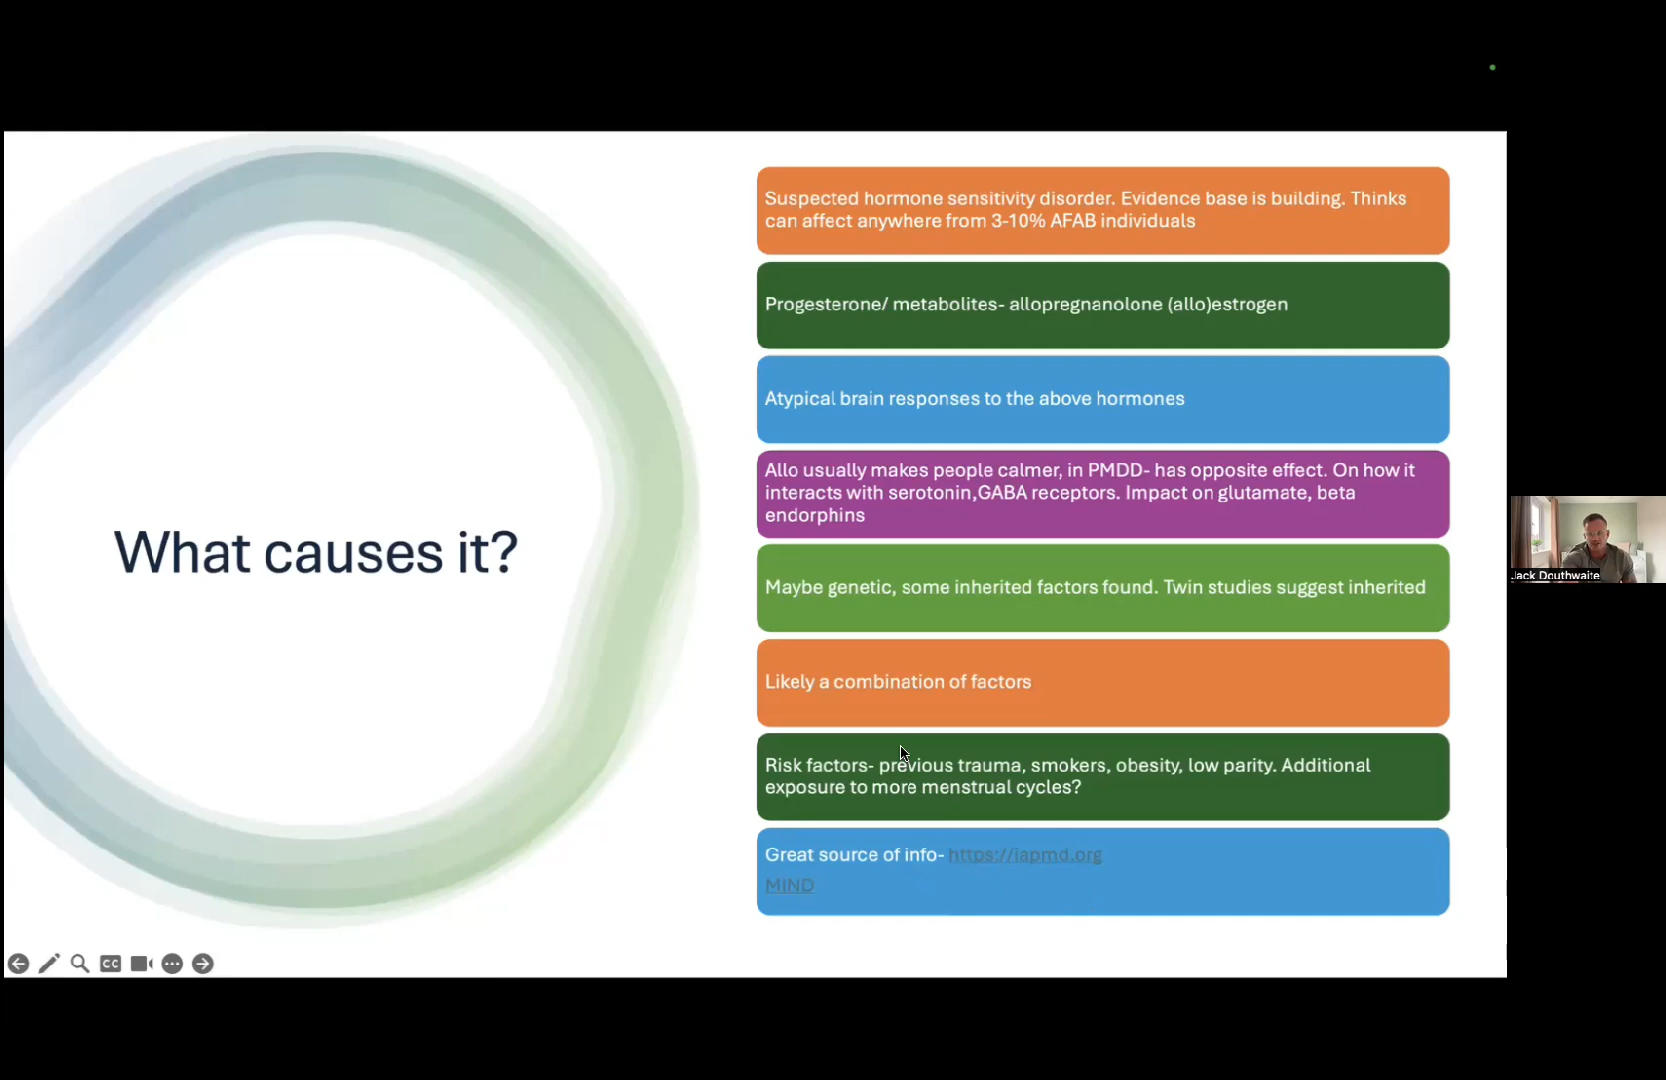 What causes it?
Suspected hormone sensitivity disorder. Evidence base is building. Thinks
can affect anywhere from 3-10% AFAB individuals
Progesterone/ metabolites- allopregnanolone (allo)estrogen
Atypical brain responses to the above hormones
Allo usually makes people calmer, in PMDD- has opposite effect. On how it
interacts with serotonin,GABA receptors. Impact on glutamate, beta
endorphins
Maybe genetic, some inherited factors found. Twin studies suggest inherited
Likely a combination of factors
Risk factors- previous trauma, smokers, obesity, low parity. Additional
exposure to more menstrual cycles?
Great source of info- https://iapmd.org
MIND
CC
Jack Douthwaite